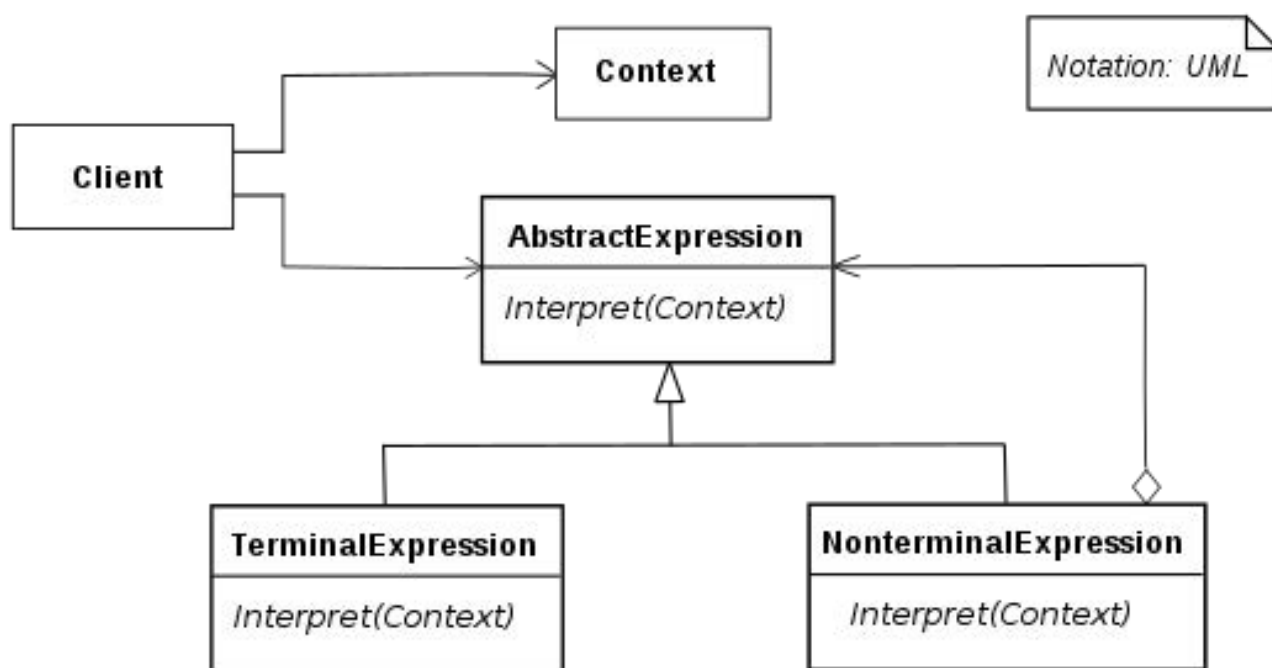 Context
Notation: UML
Client
AbstractExpression
Interpret(Context)
TerminalExpression
Interpret(Context)
NonterminalExpression
Interpret(Context)